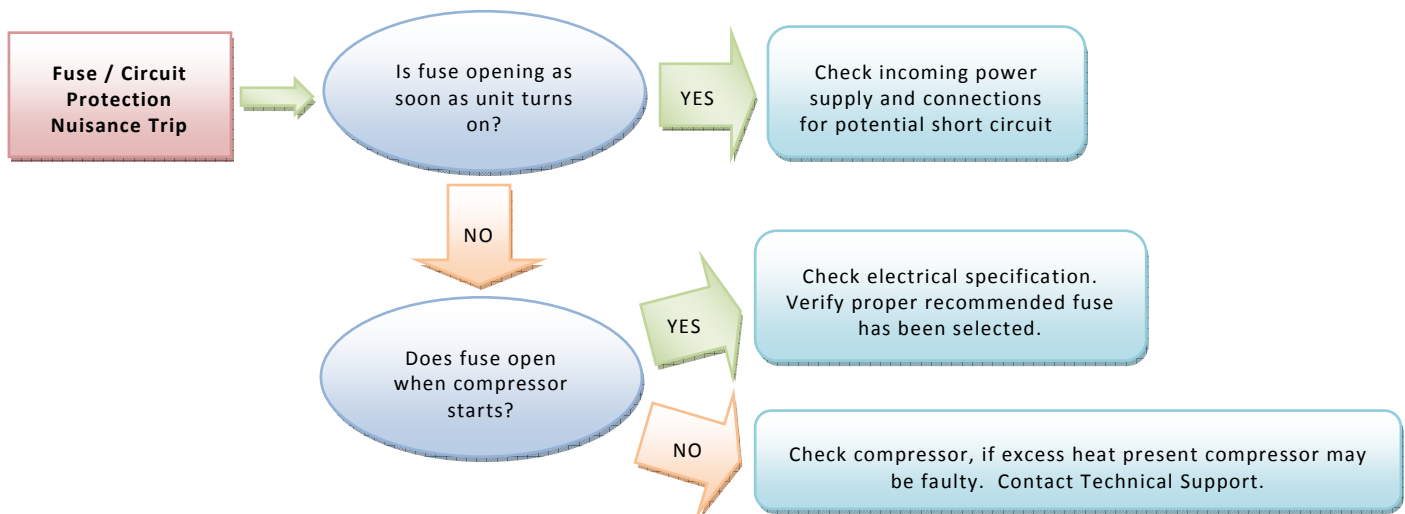 Fuse / Circuit
Protection
Nuisance Trip
Is fuse opening as
soon as unit turns
on?
YES
Check incoming power
supply and connections
for potential short circuit
NO
Does fuse open
when compressor
starts?
YES
Check electrical specification.
Verify proper recommended fuse
has been selected.
NO
Check compressor, if excess heat present compressor may
be faulty. Contact Technical Support.